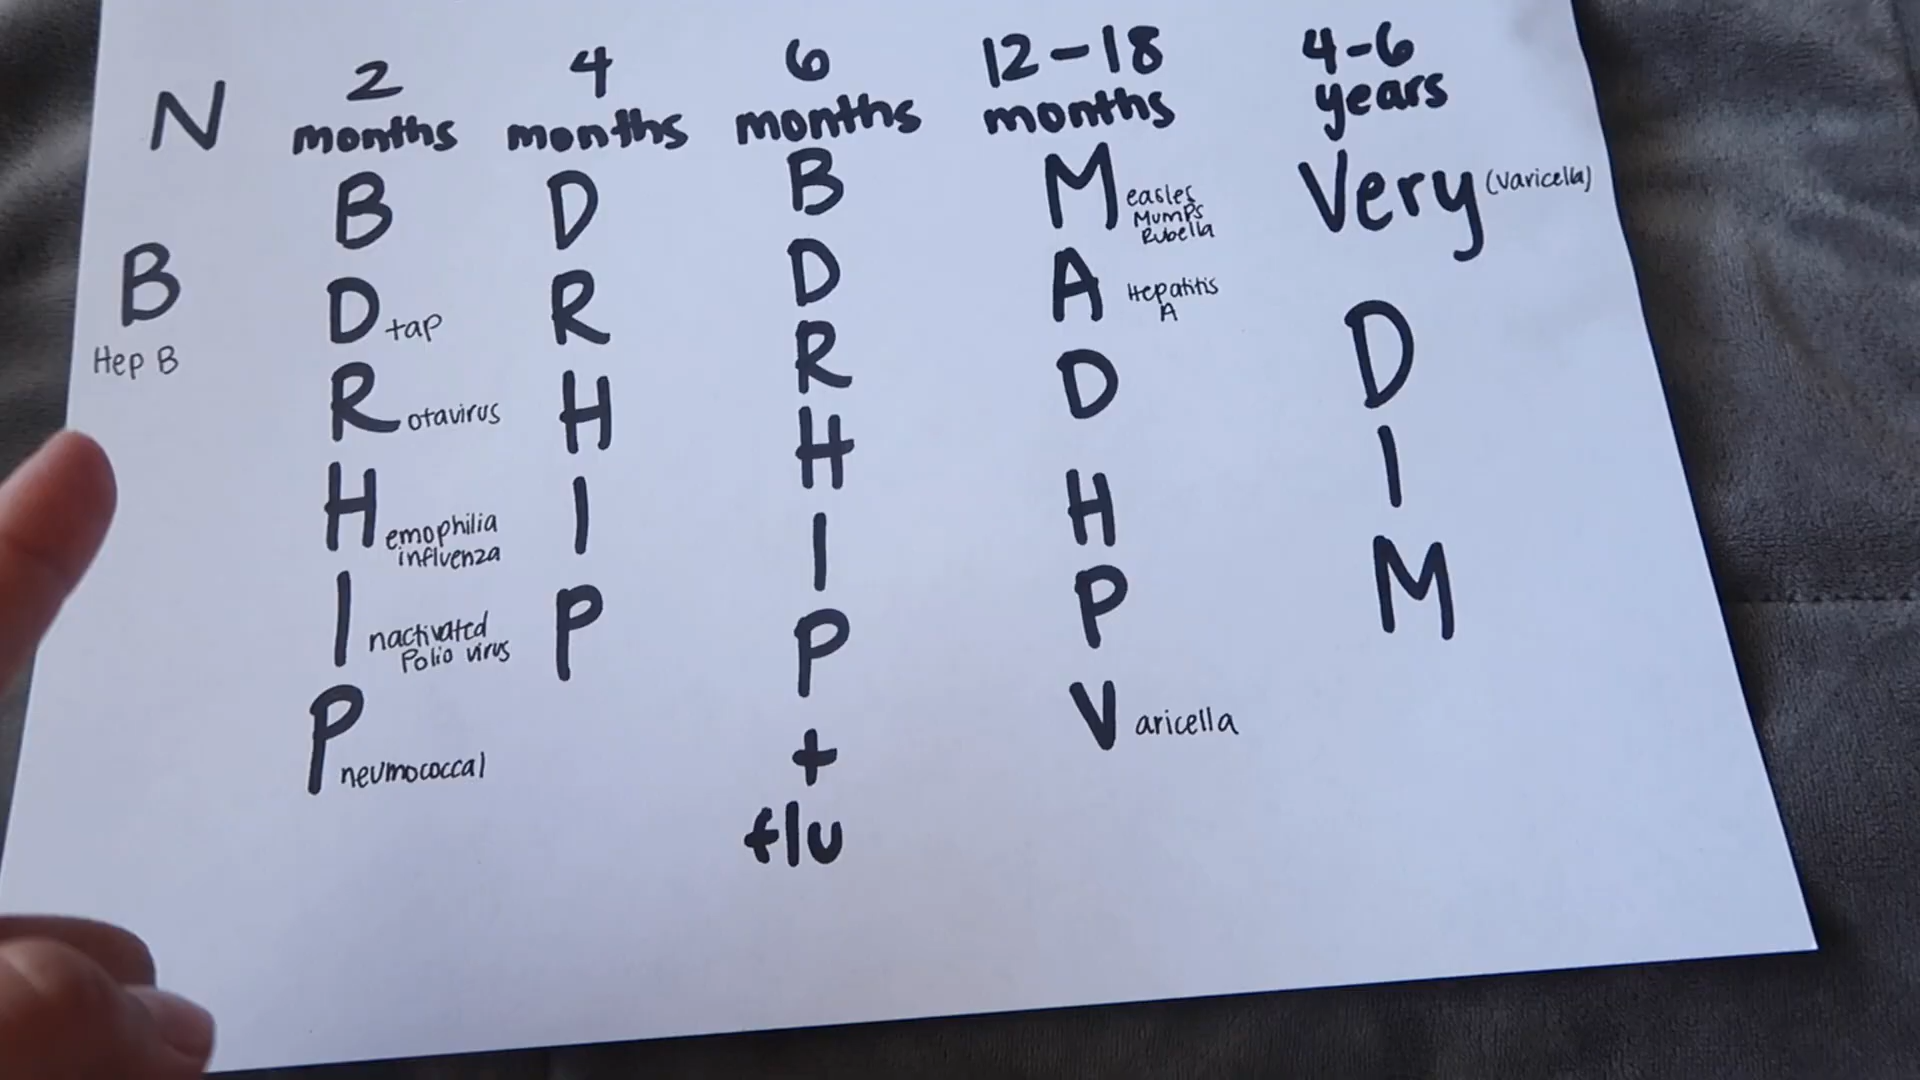 N
B
Hep B
2
months
B
Dtap
Rotavirus
Hemophilia
influenza
Inactivated
Polio virus
Pneumococcal
4
months
D
R
H
I
P
6
months
B
D
R
H
I
P
+
flu
12-18
months
Measles
Mumps
Rubella
A Hepatitis
A
D
H
P
Varicella
4-6
years
Very (varicella)
D
I
M